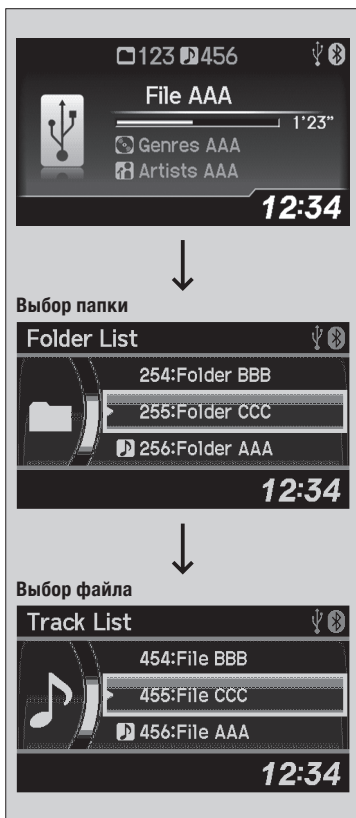 123 456
File AAA
1'23"
Genres AAA
Artists AAA
12:34
Выбор папки
Folder List
254:Folder BBB
255:Folder CCC
256:Folder AAA
12:34
Выбор файла
Track List
454:File BBB
455:File CCC
456:File AAA
12:34